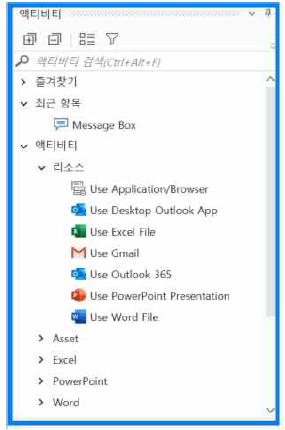 액티비티
액티비티 검색(Ctrl+Alt+F)
즐겨찾기
최근 항목
Message Box
액티비티
리소스
Use Application/Browser
Use Desktop Outlook App
Use Excel File
Use Gmail
Use Outlook 365
Use PowerPoint Presentation
Use Word File
Asset
Excel
PowerPoint
Word